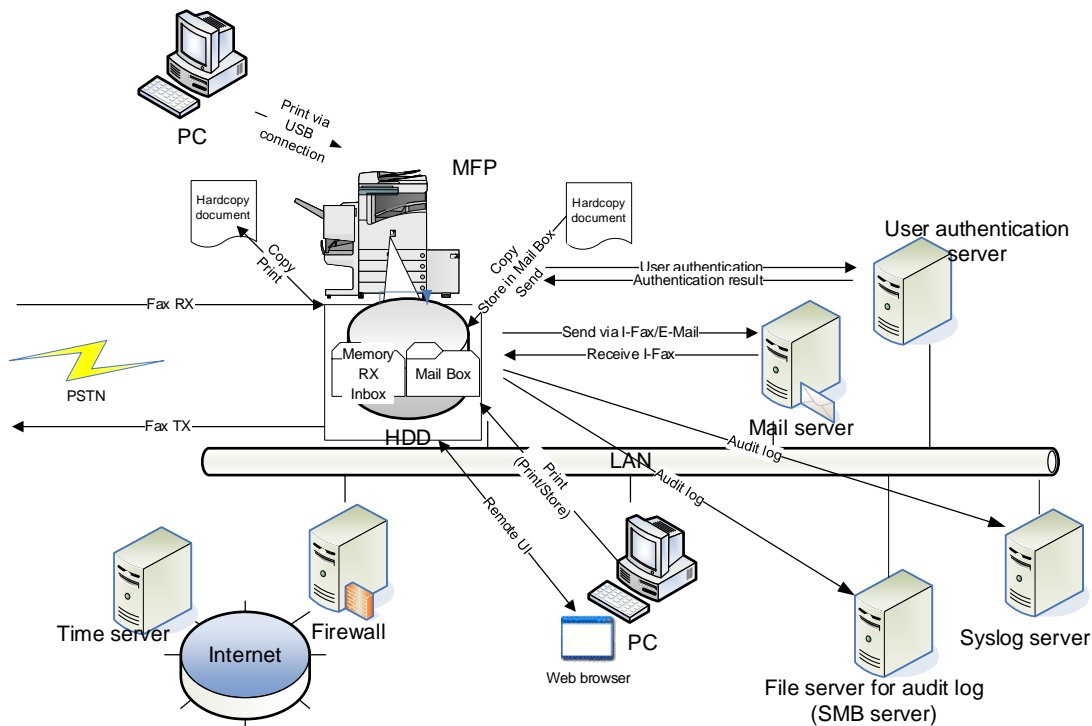 PC
Print via
USB
connection
MFP
Hardcopy
document
Copy
Print
Hardcopy
document
Copy
Store in Mail Box
Send
User authentication
server
User authentication
Authentication result
Fax RX
Send via I-Fax/E-Mail
Receive I-Fax
Memory
RX
Inbox
Mail Box
PSTN
Fax TX
HDD
Mail server
LAN
Audit log
Audit log
Print
(Print/Store)
Remote UI
Time server
Firewall
Internet
Web browser
PC
File server for audit log
(SMB server)
Syslog server